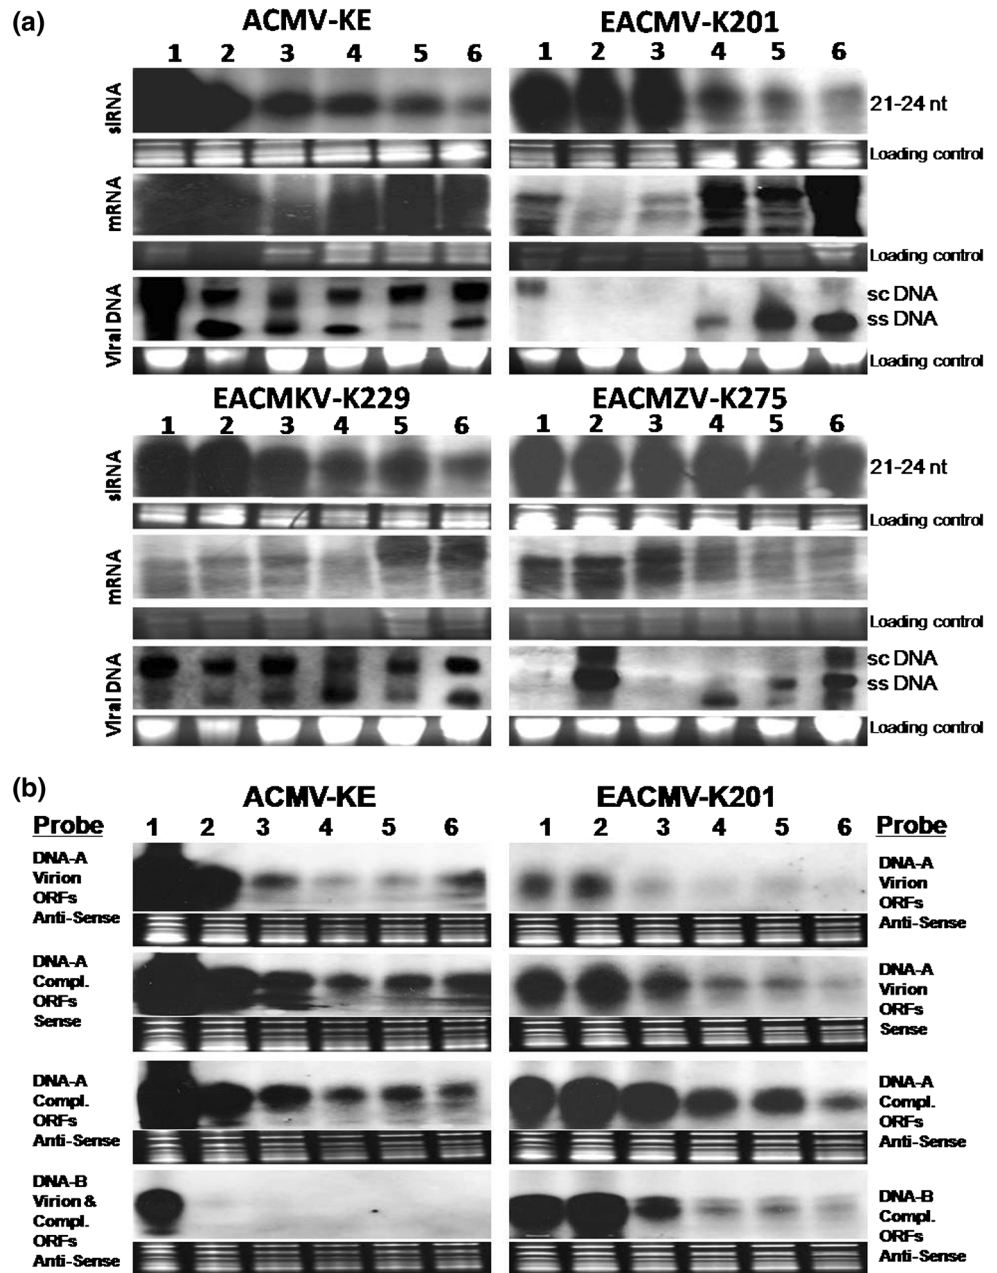 (a)
ACMV-KE
EACMV-K201
1 2 3 4 5 6
1 2 3 4 5 6
siRNA
21-24 nt
Loading control
mRNA
Loading control
Viral DNA
sc DNA
ss DNA
Loading control
EACMKV-K229
EACMZV-K275
1 2 3 4 5 6
1 2 3 4 5 6
siRNA
21-24 nt
Loading control
mRNA
Loading control
Viral DNA
sc DNA
ss DNA
Loading control
(b)
ACMV-KE
EACMV-K201
Probe
1 2 3 4 5 6
1 2 3 4 5 6
Probe
DNA-A
Virion
ORFs
Anti-Sense
DNA-A
Virion
ORFs
Anti-Sense
DNA-A
Compl.
ORFs
Sense
DNA-A
Virion
ORFs
Sense
DNA-A
Compl.
ORFs
Anti-Sense
DNA-A
Compl.
ORFs
Anti-Sense
DNA-B
Virion &
Compl.
ORFs
Anti-Sense
DNA-B
Compl.
ORFs
Anti-Sense